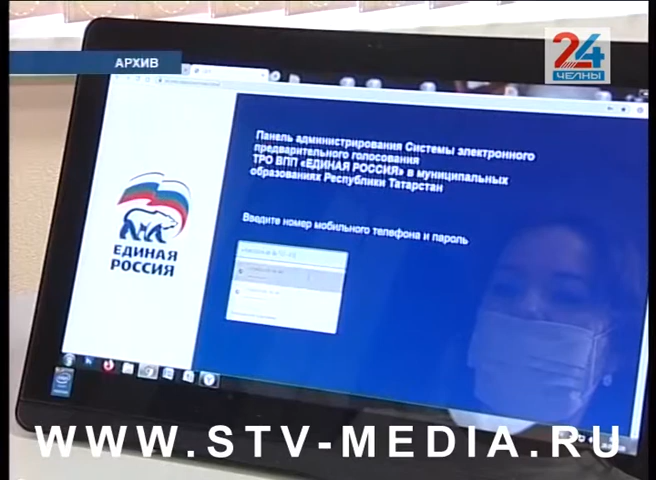 АРХИВ
24
ЧЕЛНЫ
Панель администрирования Системы электронного
предварительного голосования
ТРО ВПП «ЕДИНАЯ РОССИЯ» в муниципальных
образованиях Республики Татарстан
Введите номер мобильного телефона и пароль
ЕДИНАЯ
РОССИЯ
WWW.STV-MEDIA.RU